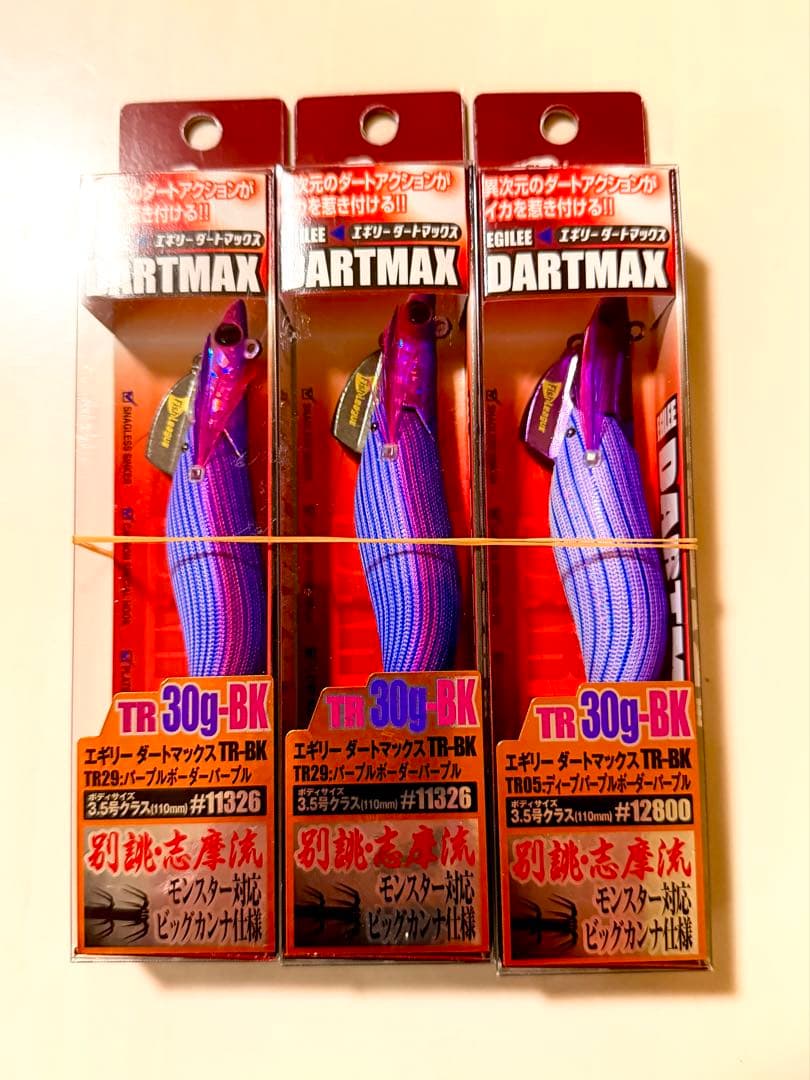 のダートアクションが
き付ける!!
エギリー ダートマックス
ARTMAX
FishLeague
SNAGLESS SINKER
TR 30g-BK
エギリー ダートマックス TR-BK
TR29:パープルボーダーパープル
ボディサイズ
3.5号クラス(110mm) #11326
別誂・志摩流
モンスター対応
ビッグカンナ仕様
次元のダートアクションが
カを惹き付ける!!
GILEE エギリー ダートマックス
DARTMAX
FishLeague
TR 30g-BK
エギリー ダートマックス TR-BK
TR29:パープルボーダーパープル
ボディサイズ
3.5号クラス(110mm) #11326
別誂・志摩流
モンスター対応
ビッグカンナ仕様
異次元のダートアクションが
イカを惹き付ける!!
EGILEE エギリー ダートマックス
DARTMAX
FishLeague
TR 30g-BK
エギリー ダートマックス TR-BK
TR05:ディープパープルボーダーパープル
ボディサイズ
3.5号クラス(110mm) #12800
別誂・志摩流
モンスター対応
ビッグカンナ仕様